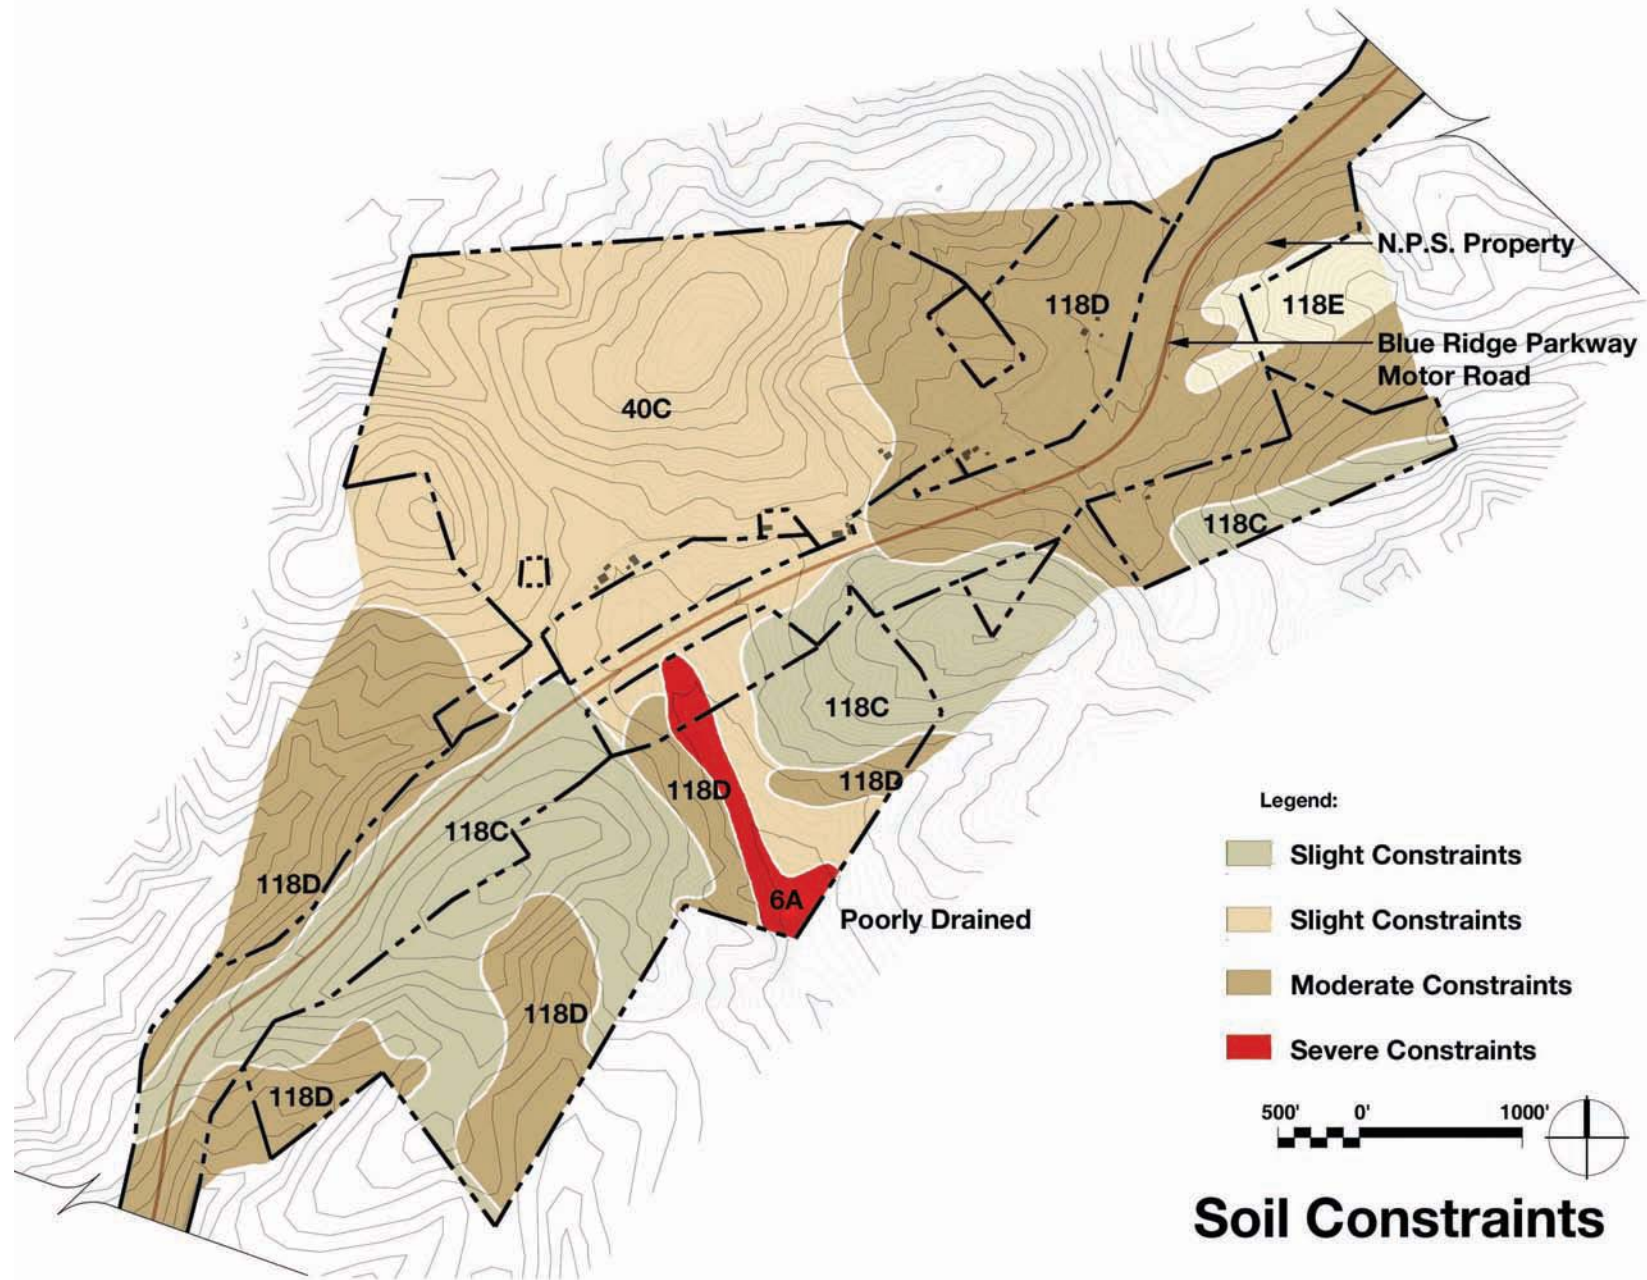 N.P.S. Property
118D
118E
Blue Ridge Parkway
Motor Road
40C
118C
118C
118D
118D
118C
118D
6A
Poorly Drained
118D
118D
Legend:
Slight Constraints
Slight Constraints
Moderate Constraints
Severe Constraints
500' 0' 1000'
Soil Constraints